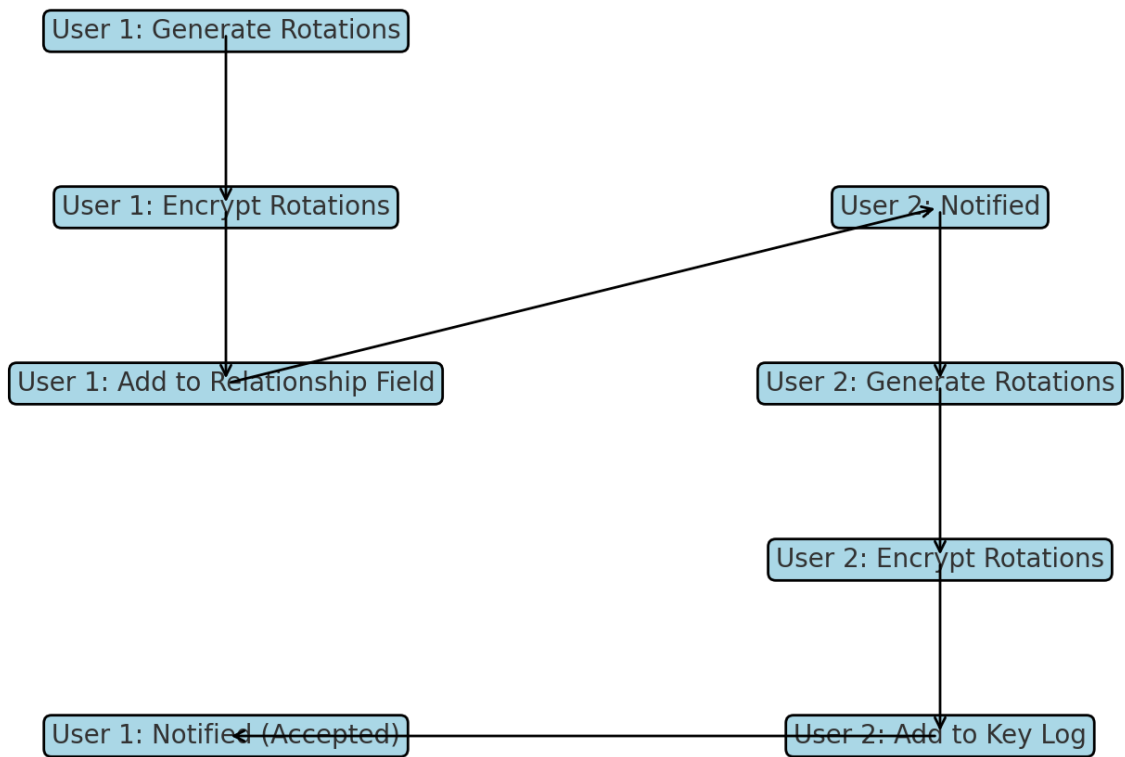 User 1: Generate Rotations
User 1: Encrypt Rotations
User 2: Notified
User 1: Add to Relationship Field
User 2: Generate Rotations
User 2: Encrypt Rotations
User 1: Notified (Accepted)
User 2: Add to Key Log